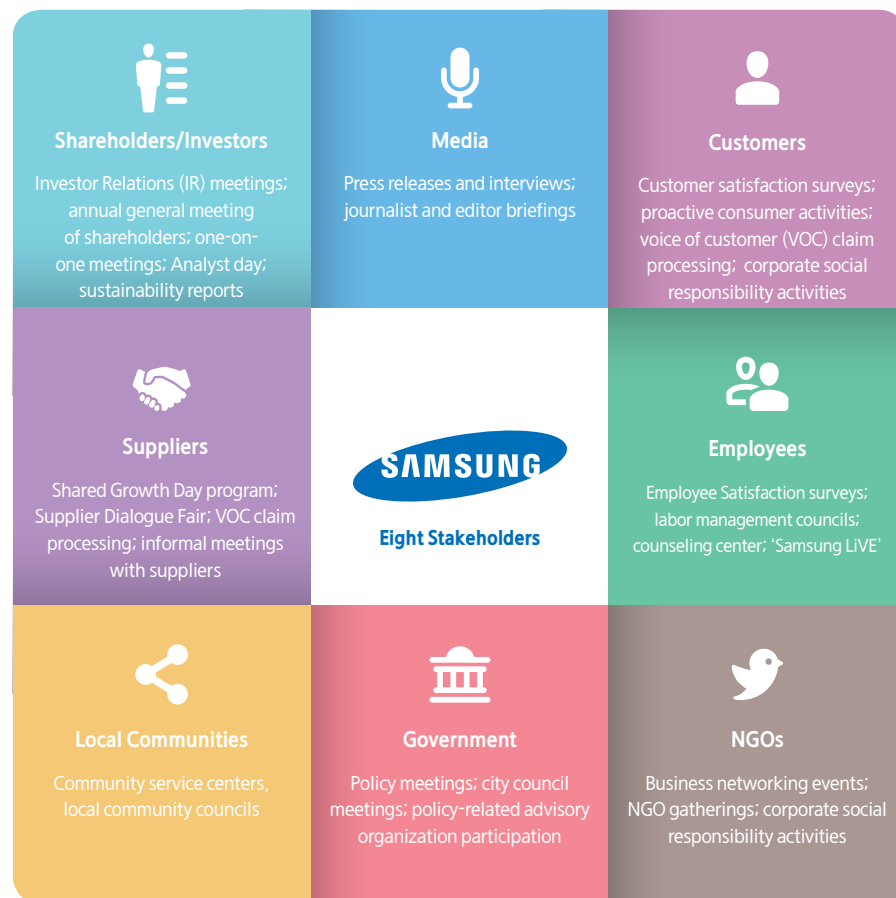 Shareholders/Investors
Investor Relations (IR) meetings;
annual general meeting
of shareholders; one-on-
one meetings; Analyst day;
sustainability reports
Media
Press releases and interviews;
journalist and editor briefings
Customers
Customer satisfaction surveys;
proactive consumer activities;
voice of customer (VOC) claim
processing; corporate social
responsibility activities
Suppliers
Shared Growth Day program;
Supplier Dialogue Fair; VOC claim
processing; informal meetings
with suppliers
SAMSUNG
Eight Stakeholders
Employees
Employee Satisfaction surveys;
labor management councils;
counseling center; ‘Samsung LiVE’
Local Communities
Community service centers,
local community councils
Government
Policy meetings; city council
meetings; policy-related advisory
organization participation
NGOs
Business networking events;
NGO gatherings; corporate social
responsibility activities